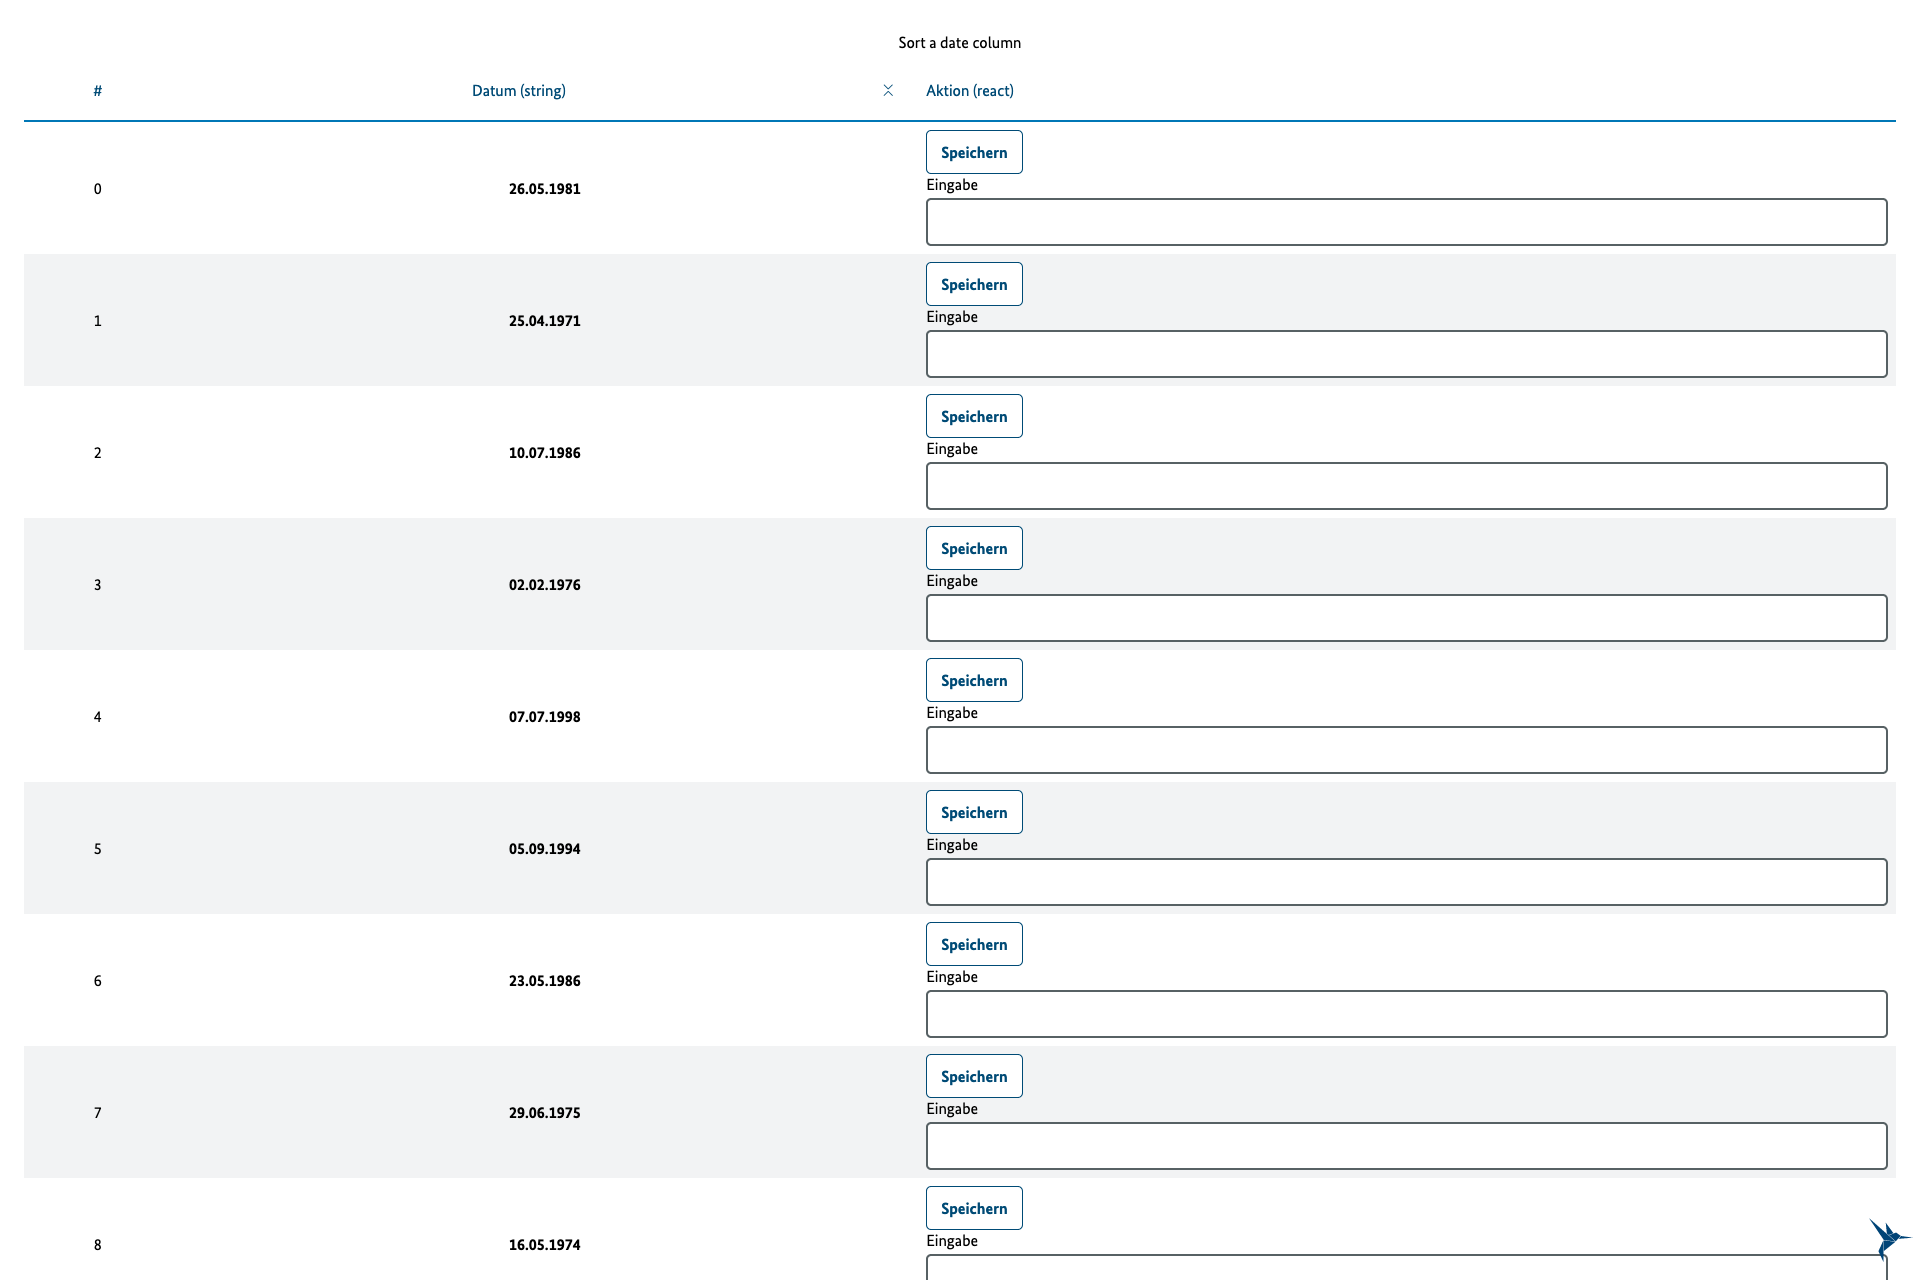 Sort a date column
# Datum (string) Aktion (react)
Speichern
Eingabe
0 26.05.1981
Speichern
Eingabe
1 25.04.1971
Speichern
Eingabe
2 10.07.1986
Speichern
Eingabe
3 02.02.1976
Speichern
Eingabe
4 07.07.1998
Speichern
Eingabe
5 05.09.1994
Speichern
Eingabe
6 23.05.1986
Speichern
Eingabe
7 29.06.1975
Speichern
Eingabe
8 16.05.1974